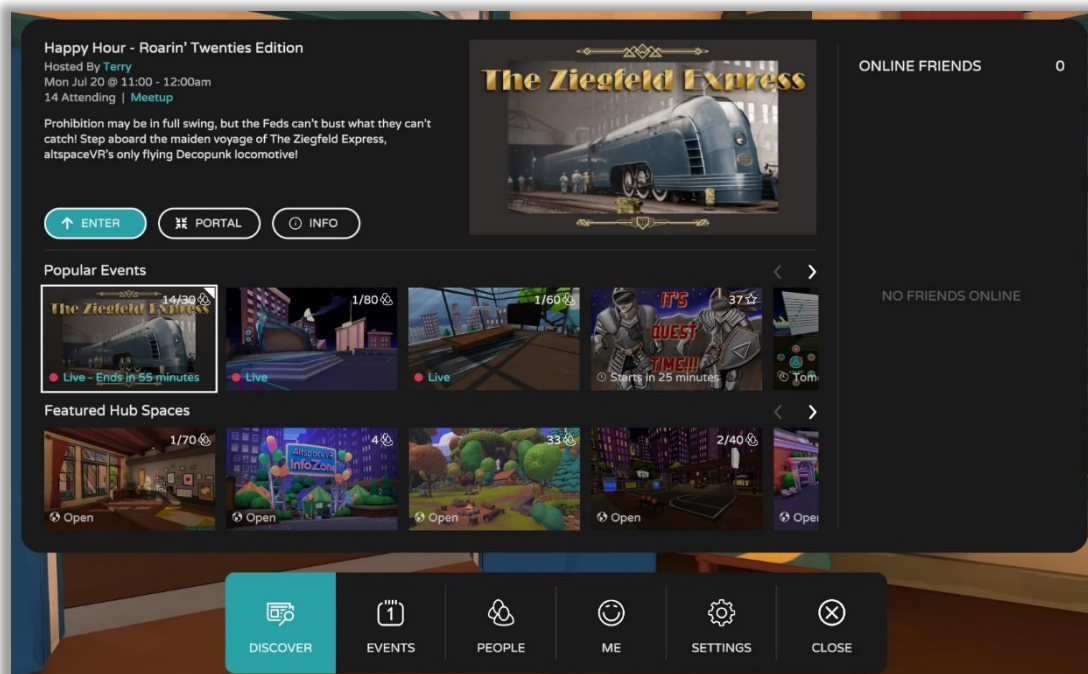 Happy Hour - Roarin' Twenties Edition
Hosted By Terry
Mon Jul 20 @ 11:00 - 12:00am
14 Attending | Meetup
Prohibition may be in full swing, but the Feds can't bust what they can't
catch! Step aboard the maiden voyage of The Ziegfeld Express,
altspaceVR's only flying Decopunk locomotive!
ENTER
PORTAL
INFO
The Ziegfeld Express
ONLINE FRIENDS 0
NO FRIENDS ONLINE
Popular Events
The Ziegfeld Express
14/30
Live - Ends in 55 minutes
1/80
Live
1/60
Live
IT'S
QUEST
TIME!!!
37
Starts in 25 minutes
Tom
Featured Hub Spaces
1/70
Open
AltspaceVR
InfoZone
4
Open
33
Open
2/40
Open
Oper
DISCOVER
1
EVENTS
PEOPLE
ME
SETTINGS
CLOSE